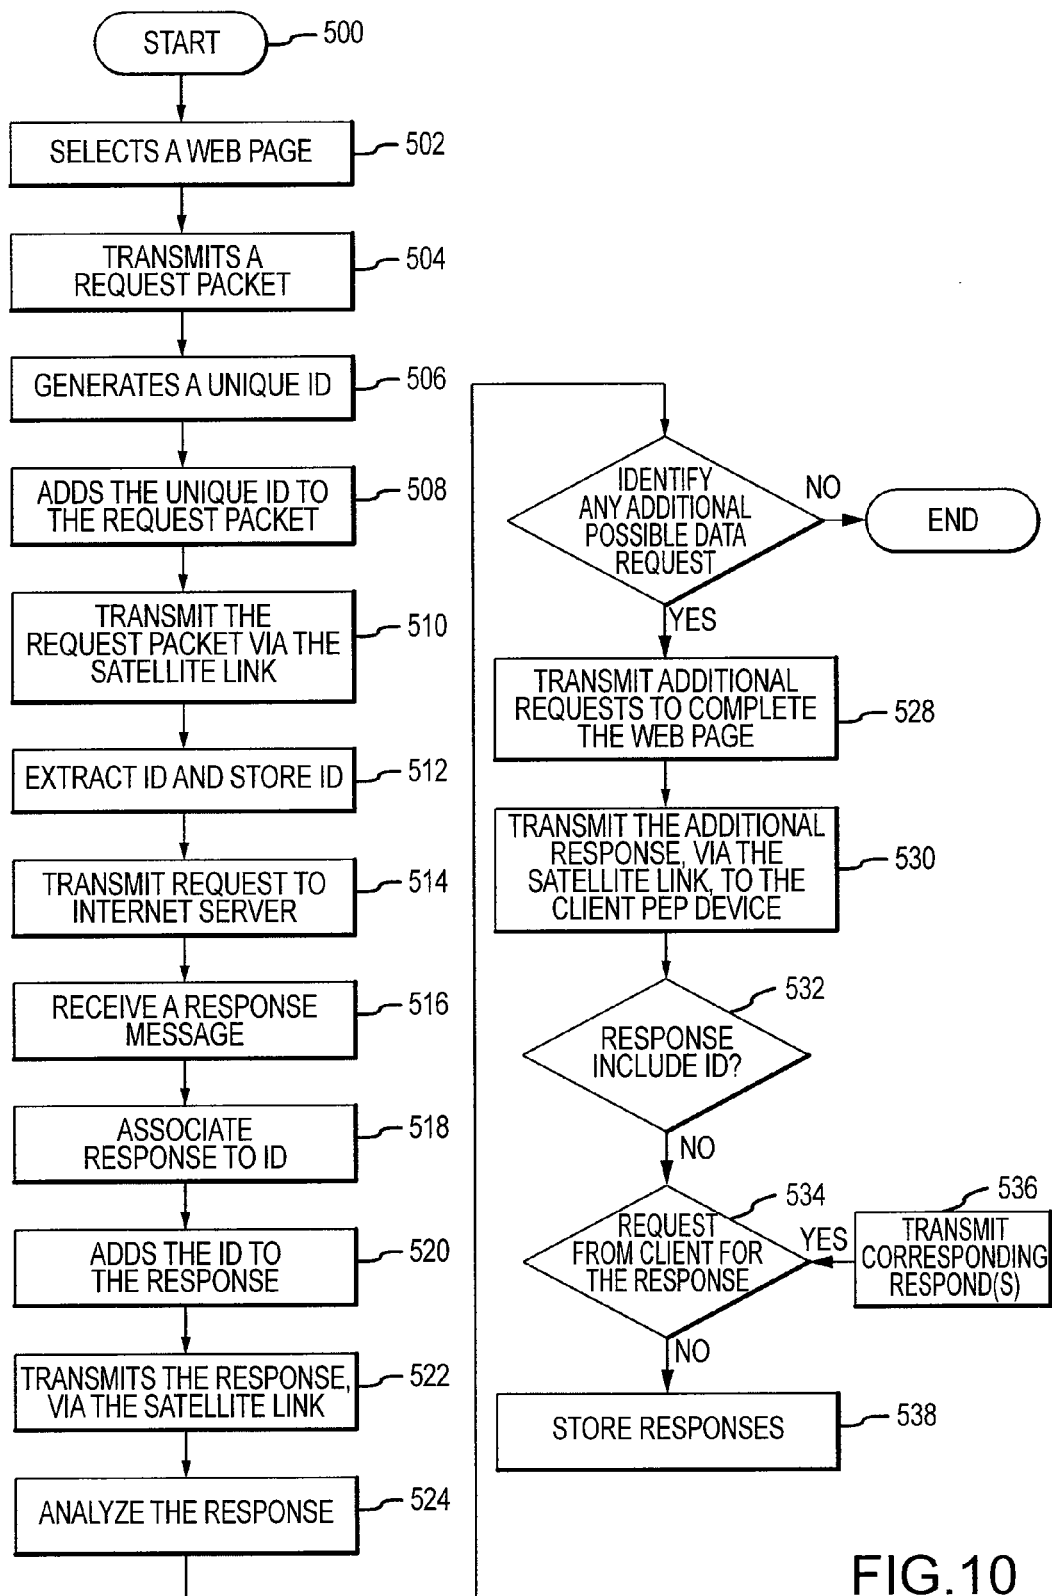 START
500
SELECTS A WEB PAGE
502
TRANSMITS A
REQUEST PACKET
504
GENERATES A UNIQUE ID
506
ADDS THE UNIQUE ID TO
THE REQUEST PACKET
508
TRANSMIT THE
REQUEST PACKET VIA THE
SATELLITE LINK
510
EXTRACT ID AND STORE ID
512
TRANSMIT REQUEST TO
INTERNET SERVER
514
RECEIVE A RESPONSE
MESSAGE
516
ASSOCIATE
RESPONSE TO ID
518
ADDS THE ID TO
THE RESPONSE
520
TRANSMITS THE RESPONSE,
VIA THE SATELLITE LINK
522
ANALYZE THE RESPONSE
524
IDENTIFY
ANY ADDITIONAL
POSSIBLE DATA
REQUEST
NO
END
YES
TRANSMIT ADDITIONAL
REQUESTS TO COMPLETE
THE WEB PAGE
528
TRANSMIT THE ADDITIONAL
RESPONSE, VIA THE
SATELLITE LINK, TO THE
CLIENT PEP DEVICE
530
532
RESPONSE
INCLUDE ID?
NO
534
REQUEST
FROM CLIENT FOR
THE RESPONSE
YES
536
TRANSMIT
CORRESPONDING
RESPOND(S)
NO
STORE RESPONSES
538
FIG.10